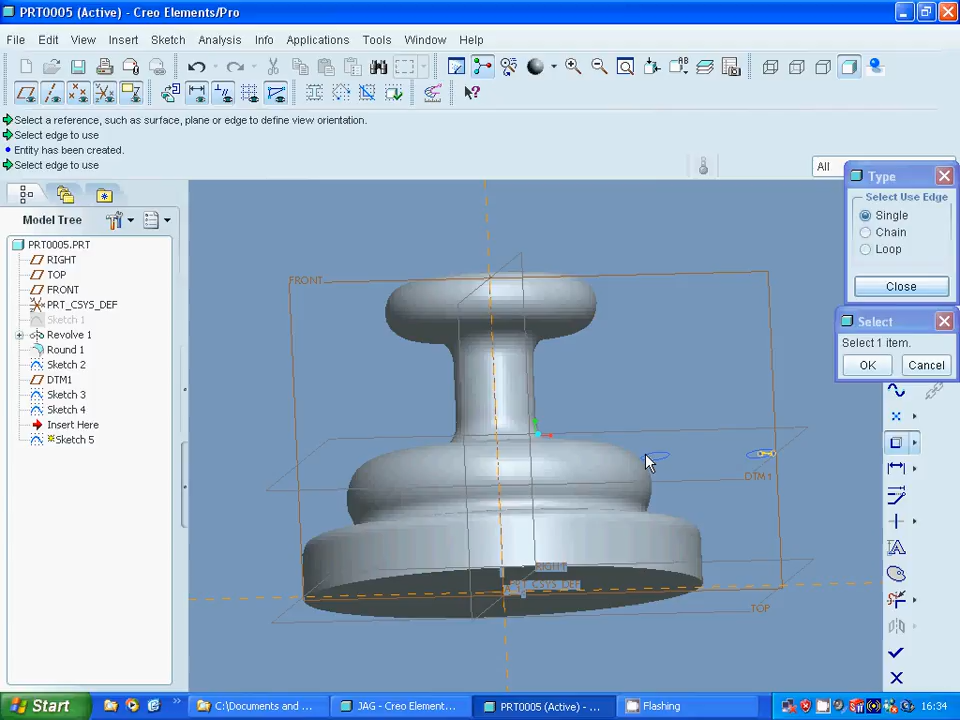 PRT0005 (Active) - Creo Elements/Pro
File Edit View Insert Sketch Analysis Info Applications Tools Window Help
Select a reference, such as surface, plane or edge to define view orientation.
Select edge to use
Entity has been created.
Select edge to use
All
Type
Select Use Edge
Single
Chain
Loop
Close
Select
Select 1 item.
OK Cancel
Model Tree
PRT0005.PRT
RIGHT
TOP
FRONT
PRT_CSYS_DEF
Sketch 1
Revolve 1
Round 1
Sketch 2
DTM1
Sketch 3
Sketch 4
Insert Here
Sketch 5
FRONT
DTM1
RIGHT
PRT_CSYS_DEF
TOP
Start
C:\Documents and ...
JAG - Creo Element...
PRT0005 (Active) - ...
Flashing
16:34